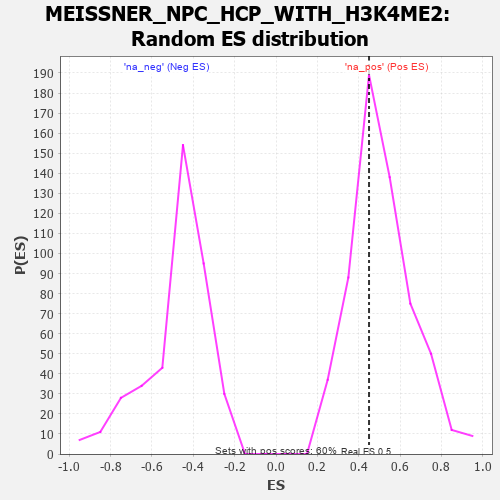 MEISSNER_NPC_HCP_WITH_H3K4ME2:
Random ES distribution
'na_neg' (Neg ES)
'na_pos' (Pos ES)
P(ES)
190
180
170
160
150
140
130
120
110
100
90
80
70
60
50
40
30
20
10
0
Sets with pos scores: 60%
Real ES 0.5
-1.0 -0.8 -0.6 -0.4 -0.2 0.0 0.2 0.4 0.6 0.8 1.0
ES